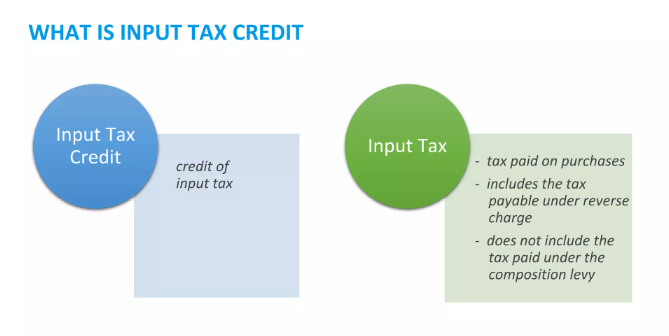 WHAT IS INPUT TAX CREDIT
Input Tax
Credit
credit of
input tax
Input Tax
- tax paid on purchases
- includes the tax
payable under reverse
charge
- does not include the
tax paid under the
composition levy